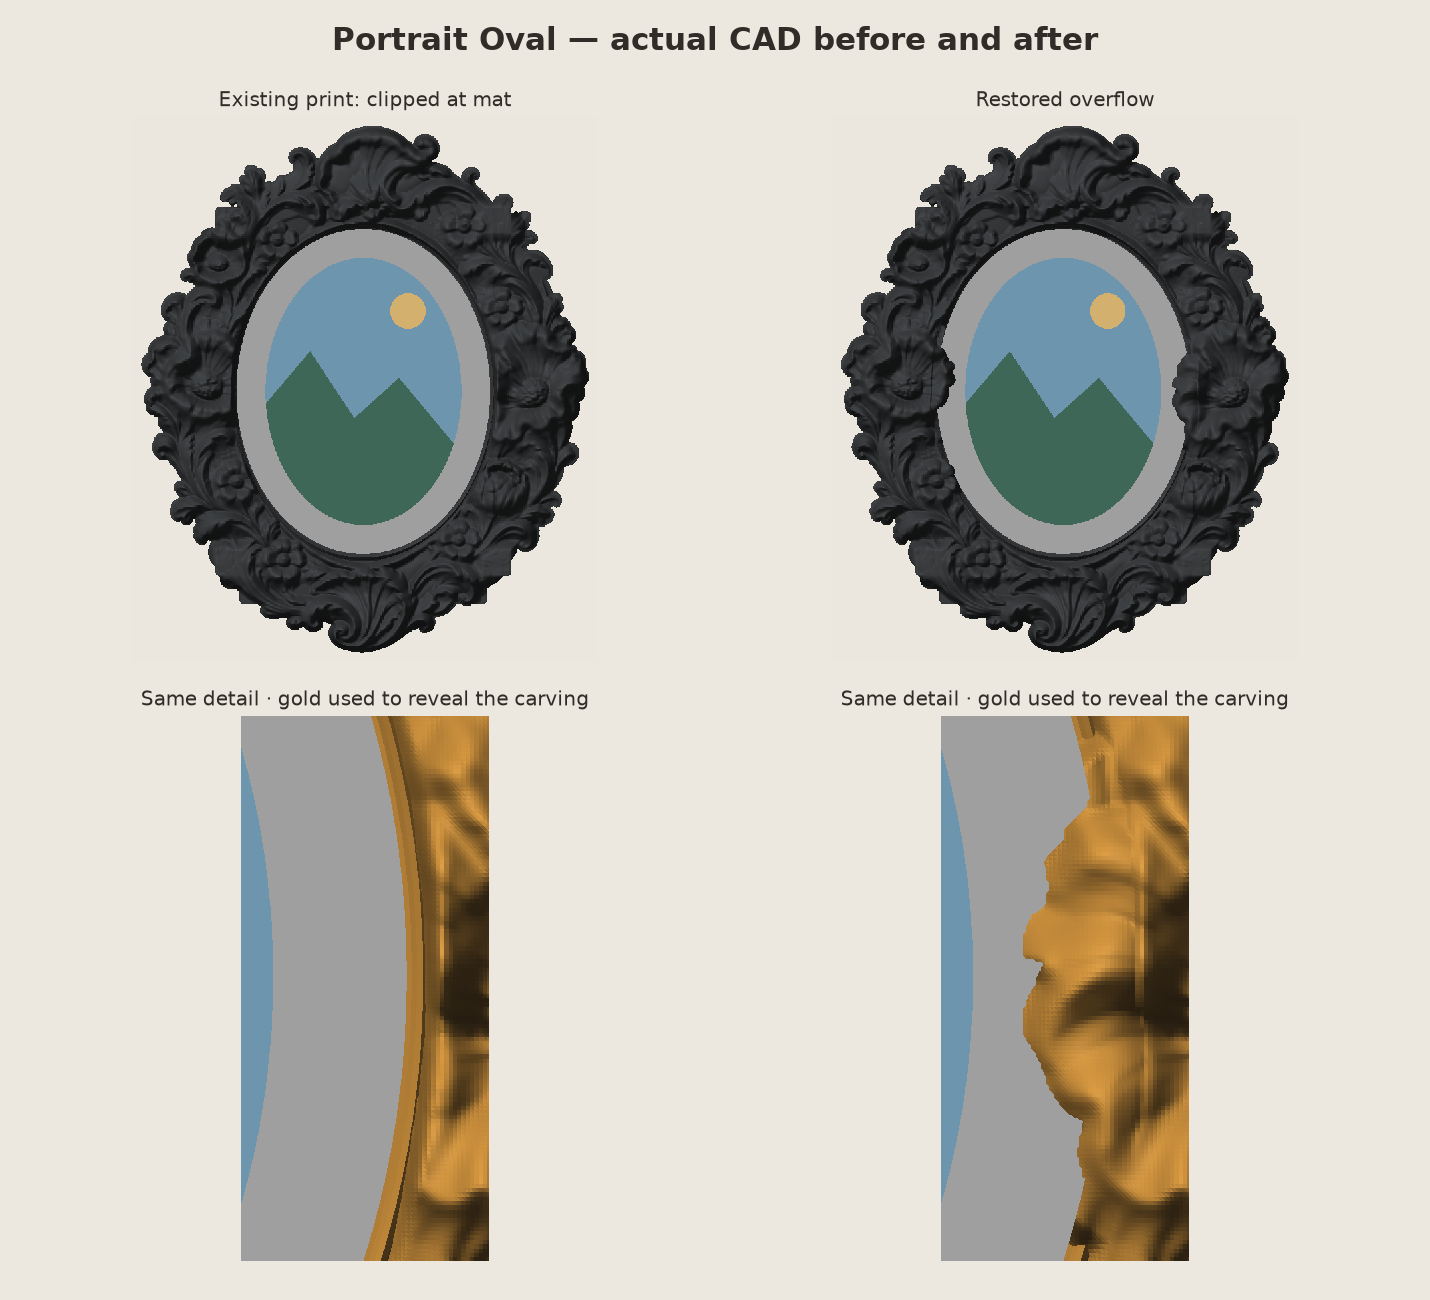 Portrait Oval — actual CAD before and after
Existing print: clipped at mat
Restored overflow
Same detail · gold used to reveal the carving
Same detail · gold used to reveal the carving